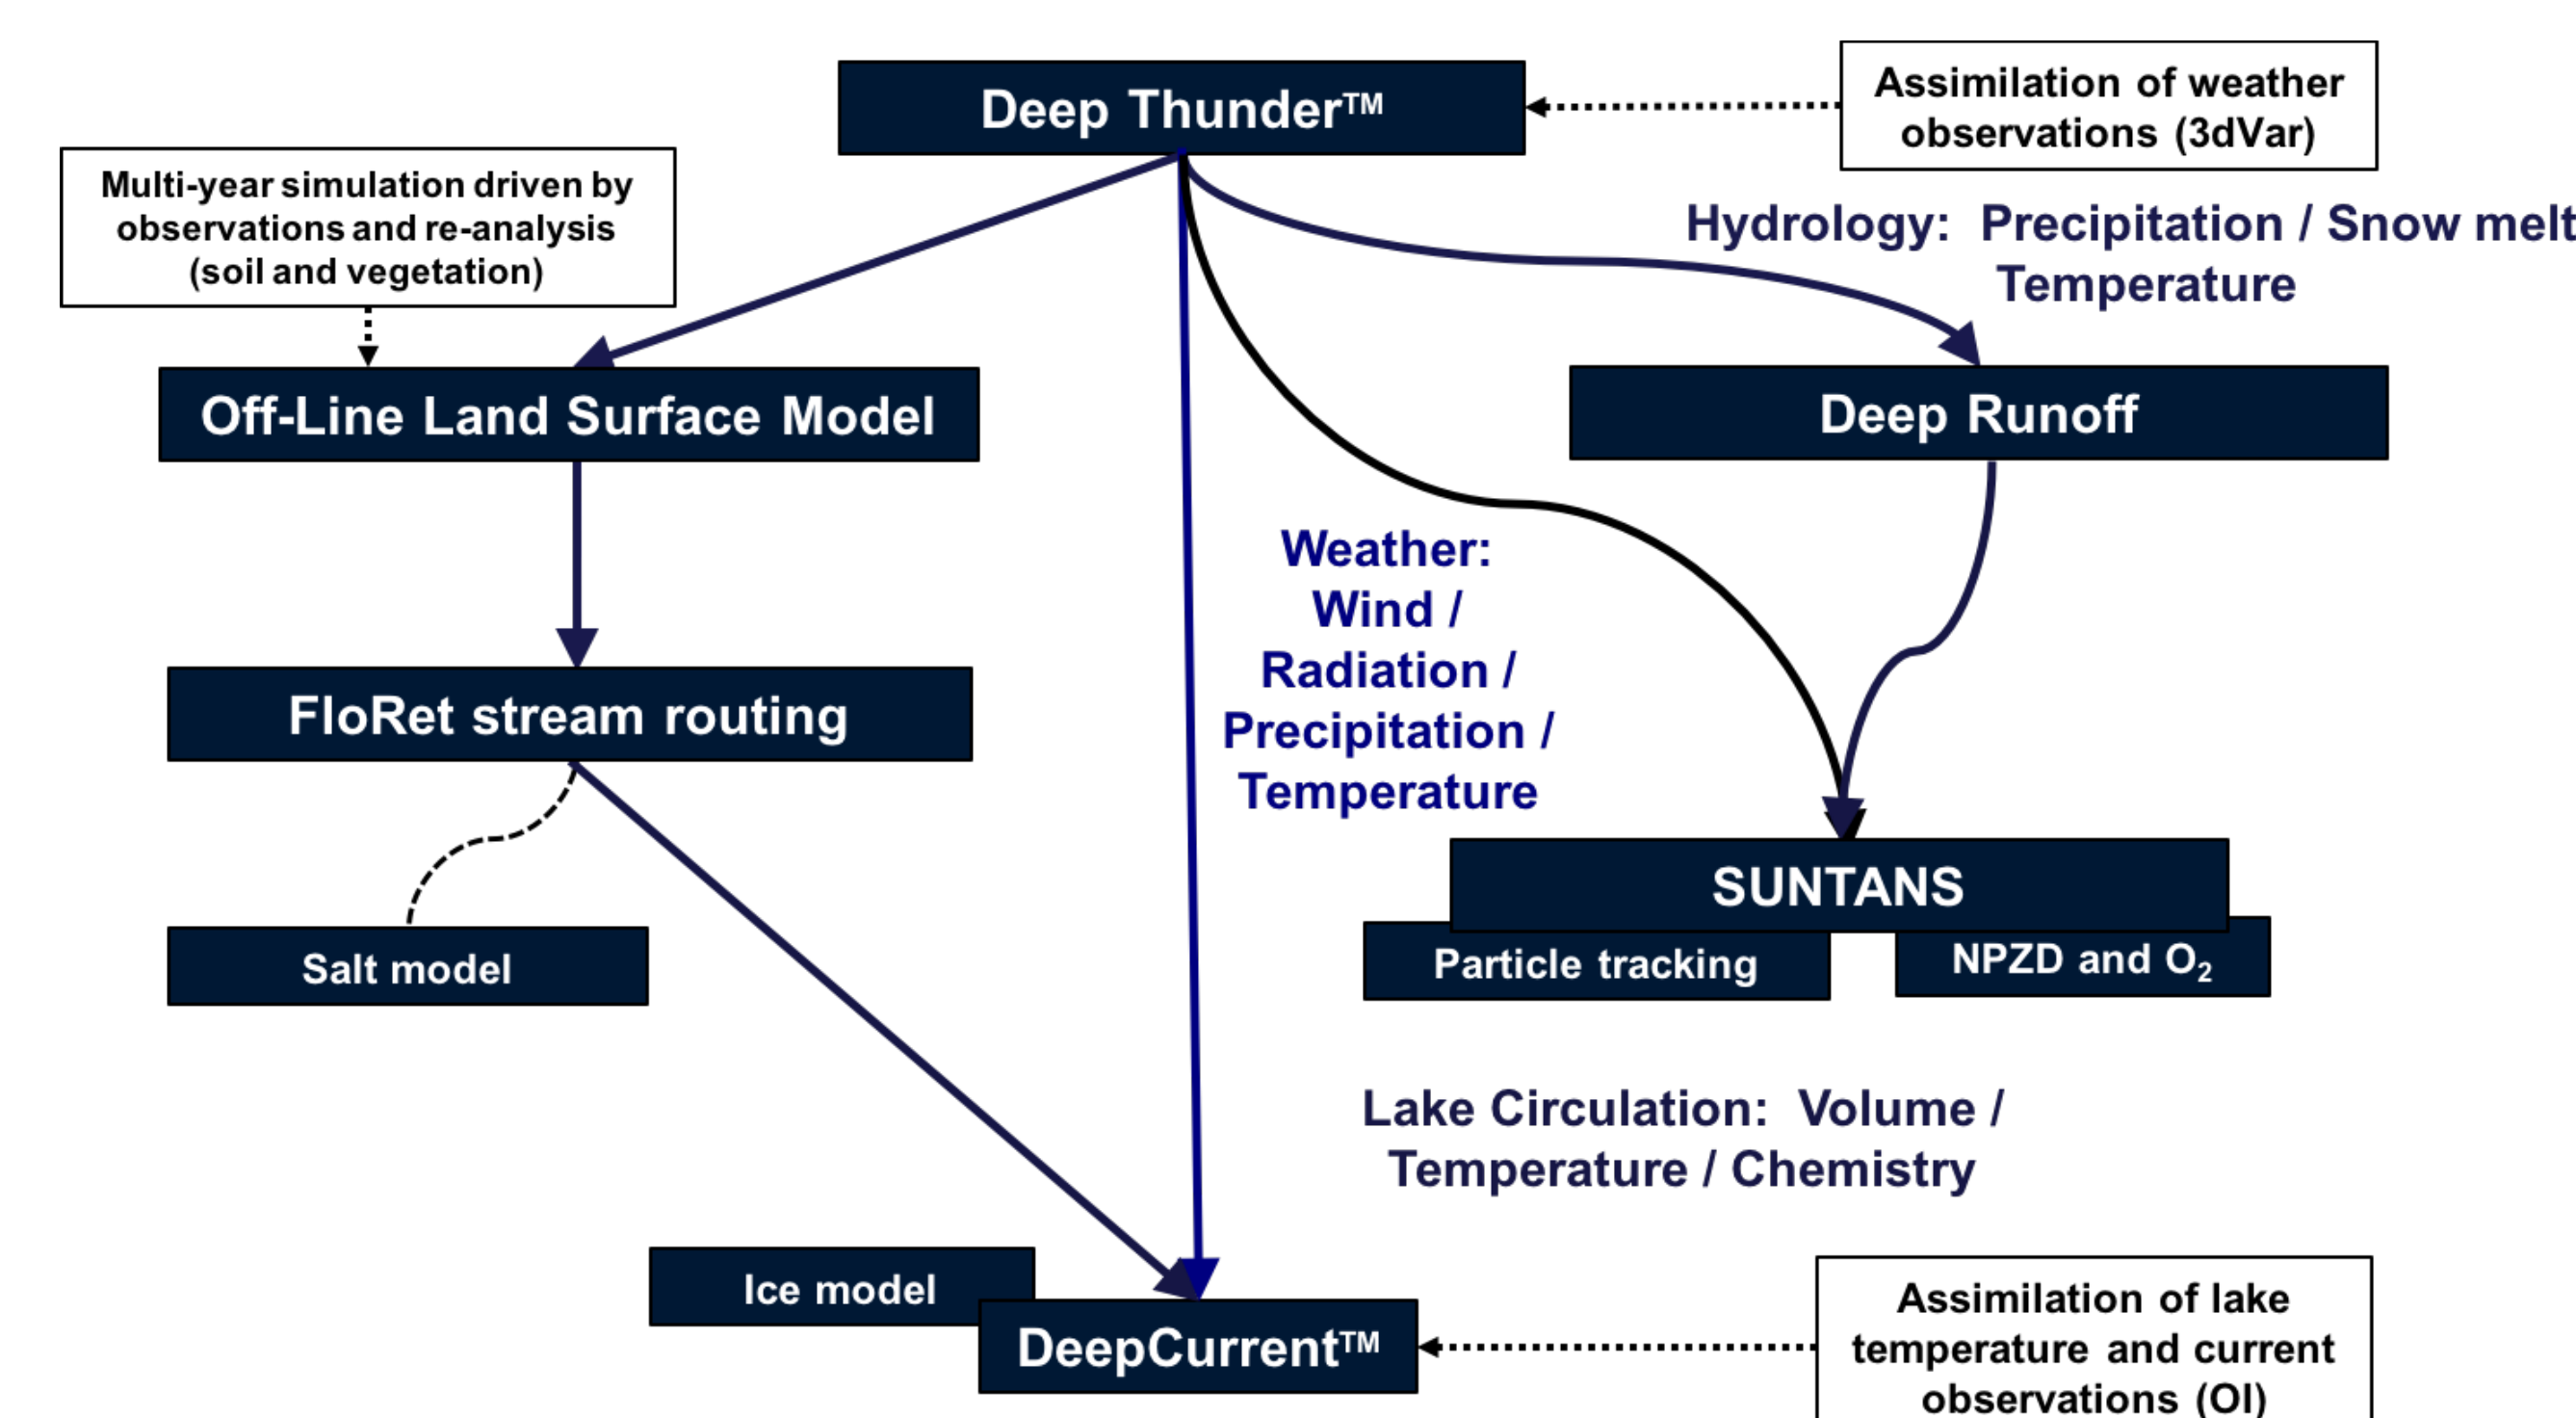 Deep Thunder™
Assimilation of weather
observations (3dVar)
Multi-year simulation driven by
observations and re-analysis
(soil and vegetation)
Hydrology: Precipitation / Snow melt
Temperature
Off-Line Land Surface Model
Deep Runoff
Weather:
Wind /
Radiation /
Precipitation /
Temperature
FloRet stream routing
SUNTANS
Particle tracking
NPZD and O₂
Salt model
Lake Circulation: Volume /
Temperature / Chemistry
Ice model
DeepCurrent™
Assimilation of lake
temperature and current
observations (OI)